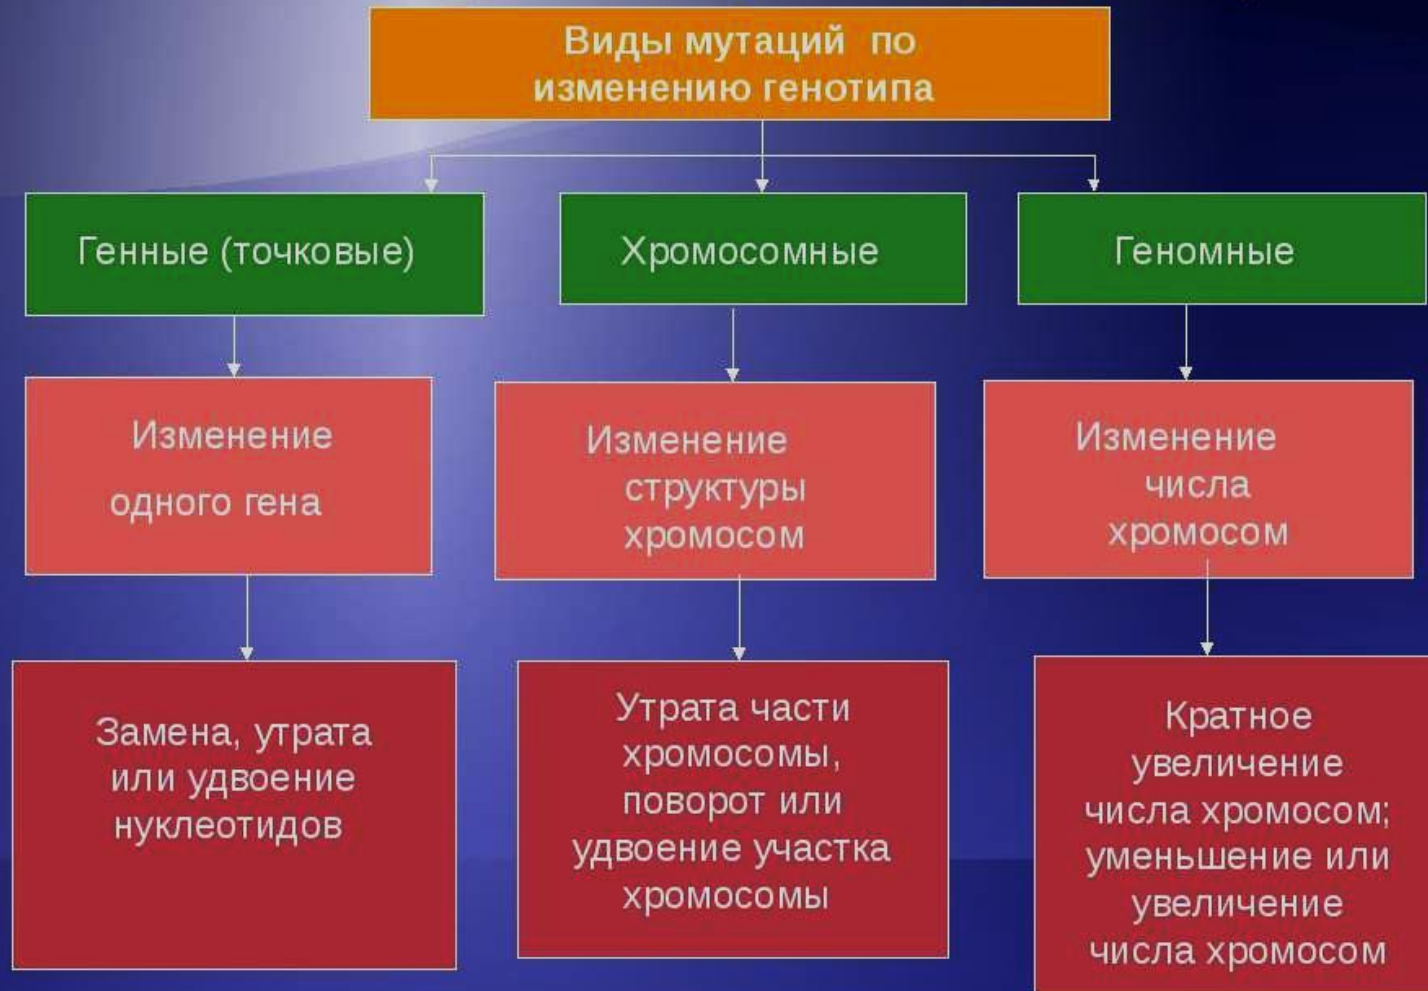 Виды мутаций по
изменению генотипа
Генные (точковые)
Хромосомные
Геномные
Изменение
одного гена
Изменение
структуры
хромосом
Изменение
числа
хромосом
Замена, утрата
или удвоение
нуклеотидов
Утрата части
хромосомы,
поворот или
удвоение участка
хромосомы
Кратное
увеличение
числа хромосом;
уменьшение или
увеличение
числа хромосом